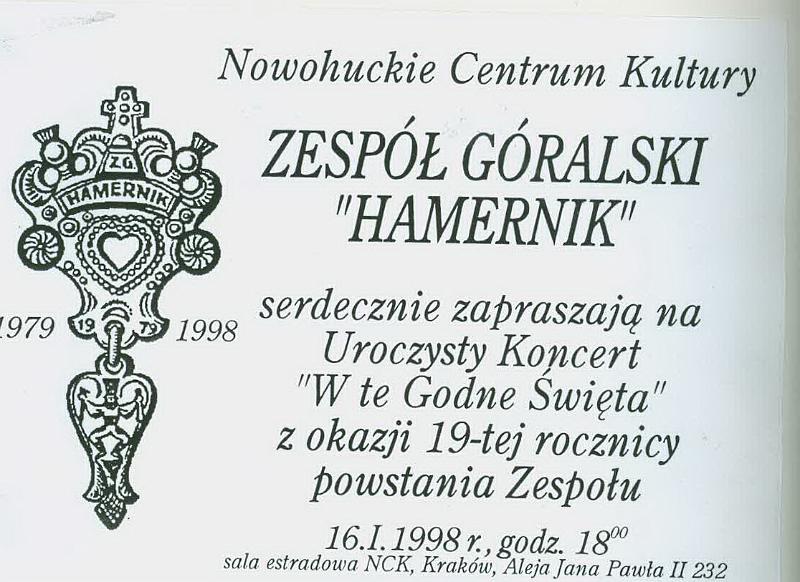 Nowohuckie Centrum Kultury
ZESPÓŁ GÓRALSKI
"HAMERNIK"
Z.G.
HAMERNIK
19 79
1979 1998
serdecznie zapraszają na
Uroczysty Koncert
"W te Godne Święta"
z okazji 19-tej rocznicy
powstania Zespołu
16.I.1998 r., godz. 18⁰⁰
sala estradowa NCK, Kraków, Aleja Jana Pawła II 232